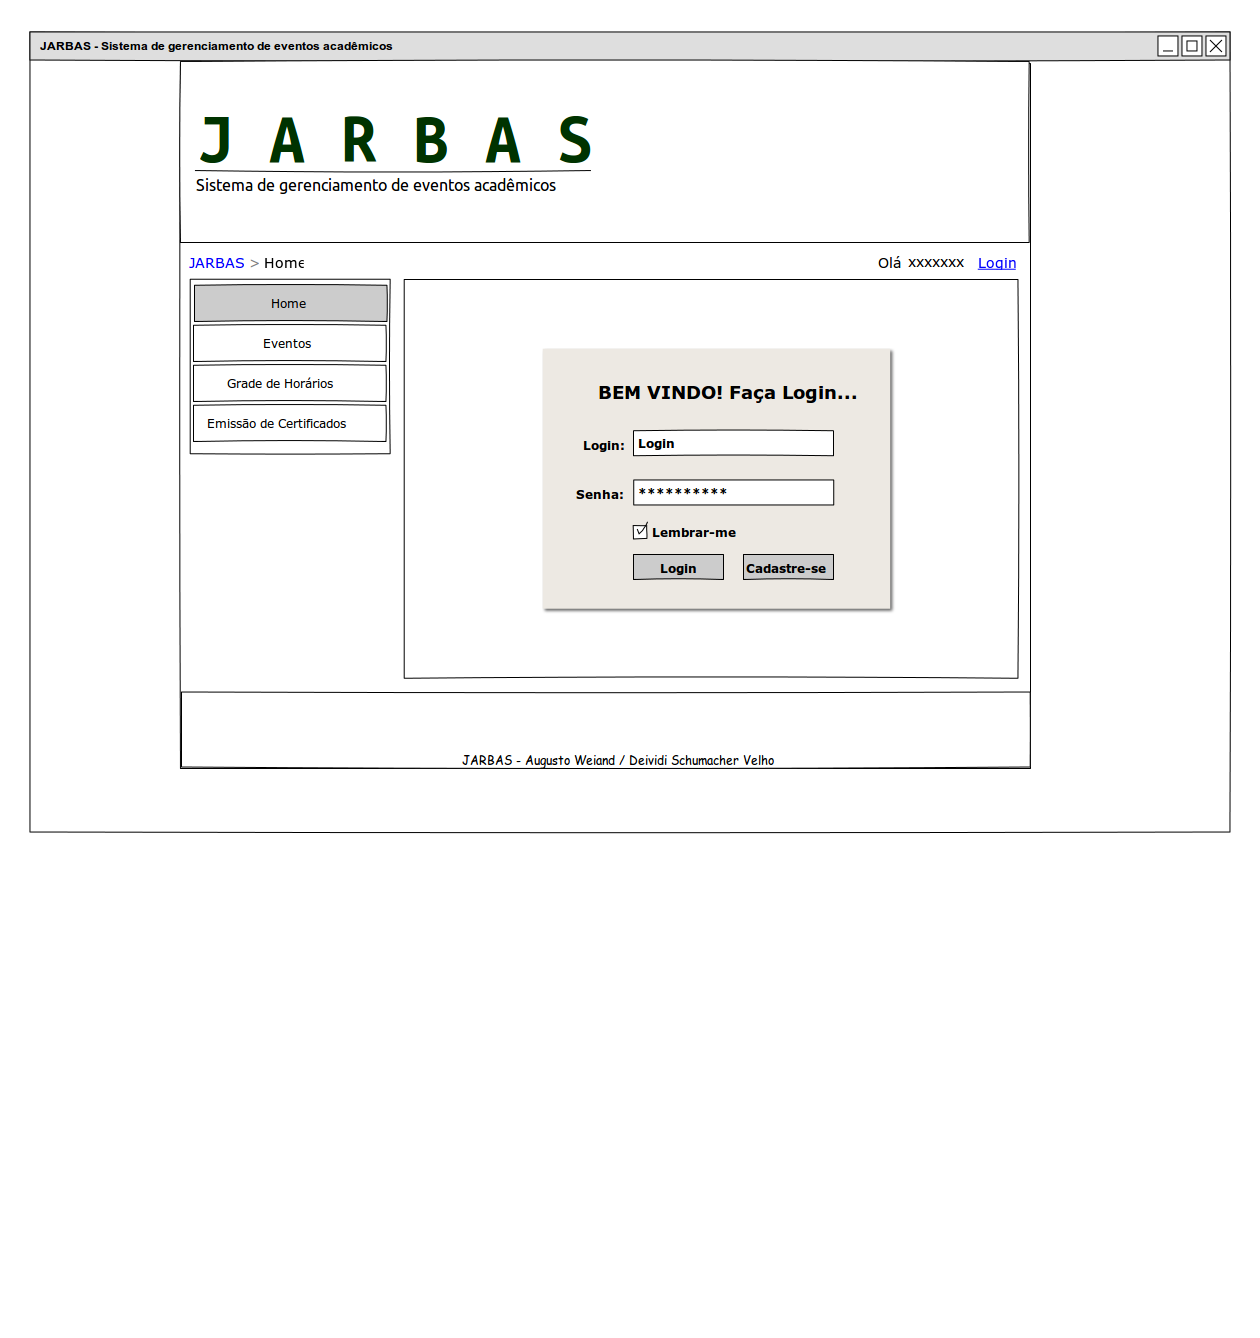 JARBAS - Sistema de gerenciamento de eventos acadêmicos
J A R B A S
Sistema de gerenciamento de eventos acadêmicos
JARBAS > Home
Olá xxxxxxx Login
Home
Eventos
Grade de Horários
Emissão de Certificados
BEM VINDO! Faça Login...
Login: Login
Senha: **********
Lembrar-me
Login Cadastre-se
JARBAS - Augusto Weiand / Deividi Schumacher Velho